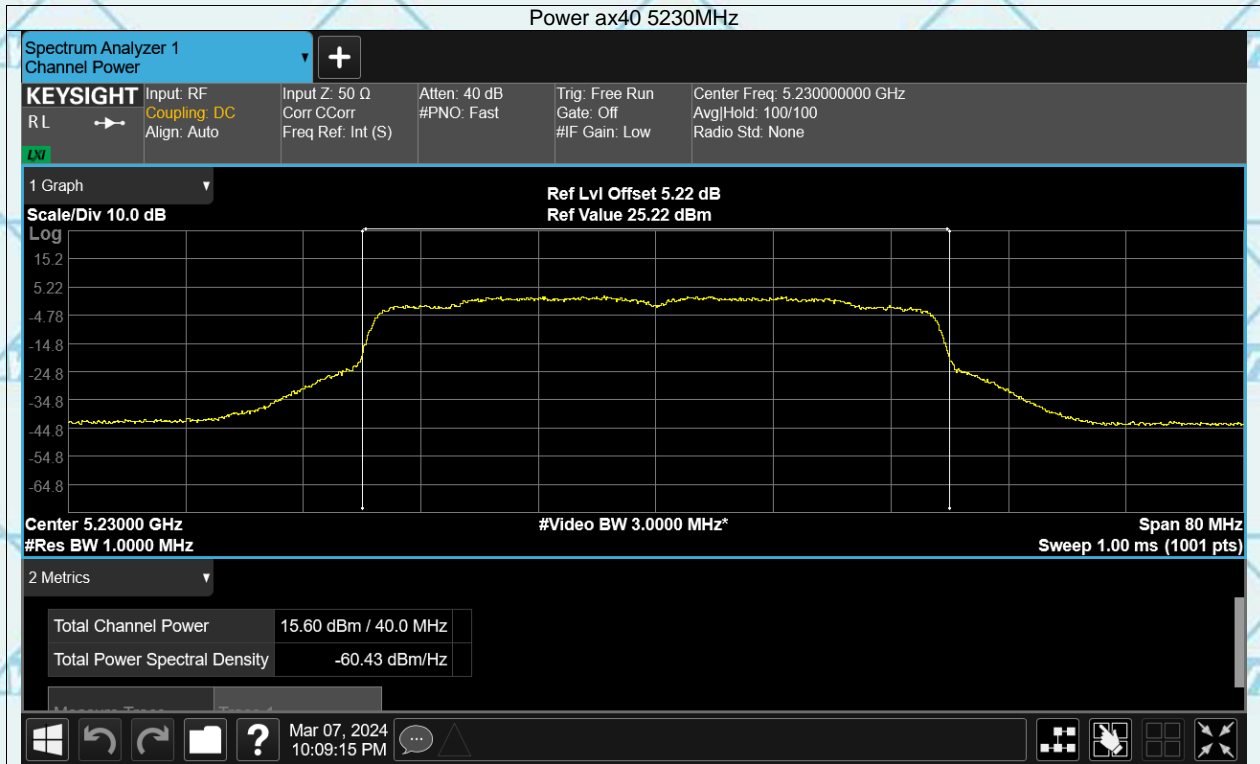 Power ax40 5230MHz
Spectrum Analyzer 1
Channel Power
KEYSIGHT
R L
LXI
Input: RF
Coupling: DC
Align: Auto
Input Z: 50 Ω
Corr CCorr
Freq Ref: Int (S)
Atten: 40 dB
#PNO: Fast
Trig: Free Run
Gate: Off
#IF Gain: Low
Center Freq: 5.230000000 GHz
Avg|Hold: 100/100
Radio Std: None
1 Graph
Scale/Div 10.0 dB
Ref Lvl Offset 5.22 dB
Ref Value 25.22 dBm
Log
15.2
5.22
-4.78
-14.8
-24.8
-34.8
-44.8
-54.8
-64.8
Center 5.23000 GHz
#Res BW 1.0000 MHz
#Video BW 3.0000 MHz*
Span 80 MHz
Sweep 1.00 ms (1001 pts)
2 Metrics
Total Channel Power 15.60 dBm / 40.0 MHz
Total Power Spectral Density -60.43 dBm/Hz
Mar 07, 2024
10:09:15 PM